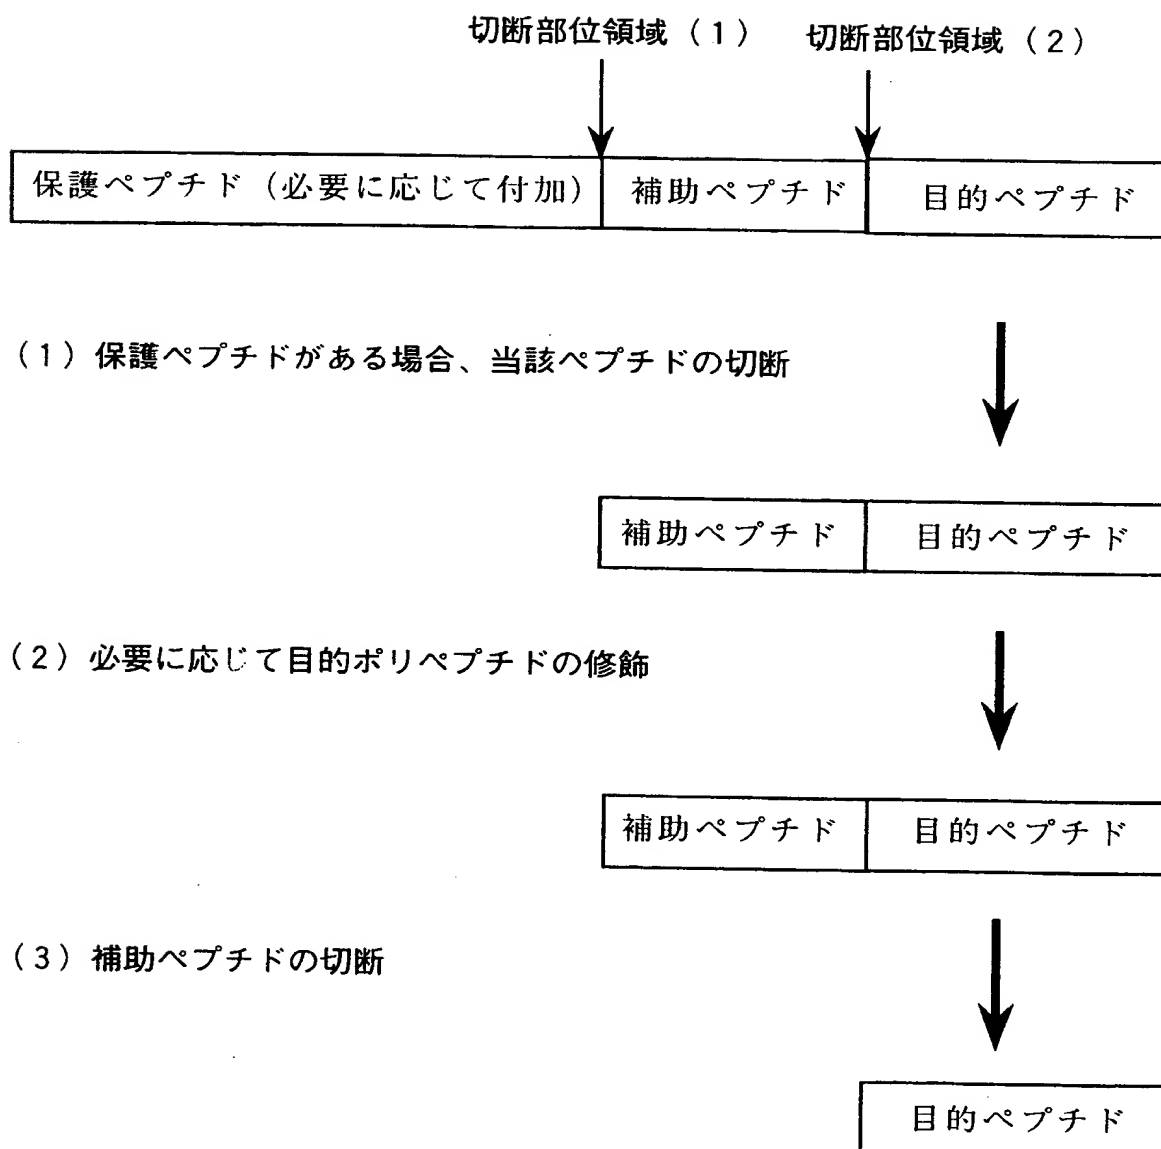 切断部位領域（1）　切断部位領域（2）
保護ペプチド（必要に応じて付加）　補助ペプチド　目的ペプチド
（1）保護ペプチドがある場合、当該ペプチドの切断
補助ペプチド　目的ペプチド
（2）必要に応じて目的ポリペプチドの修飾
補助ペプチド　目的ペプチド
（3）補助ペプチドの切断
目的ペプチド